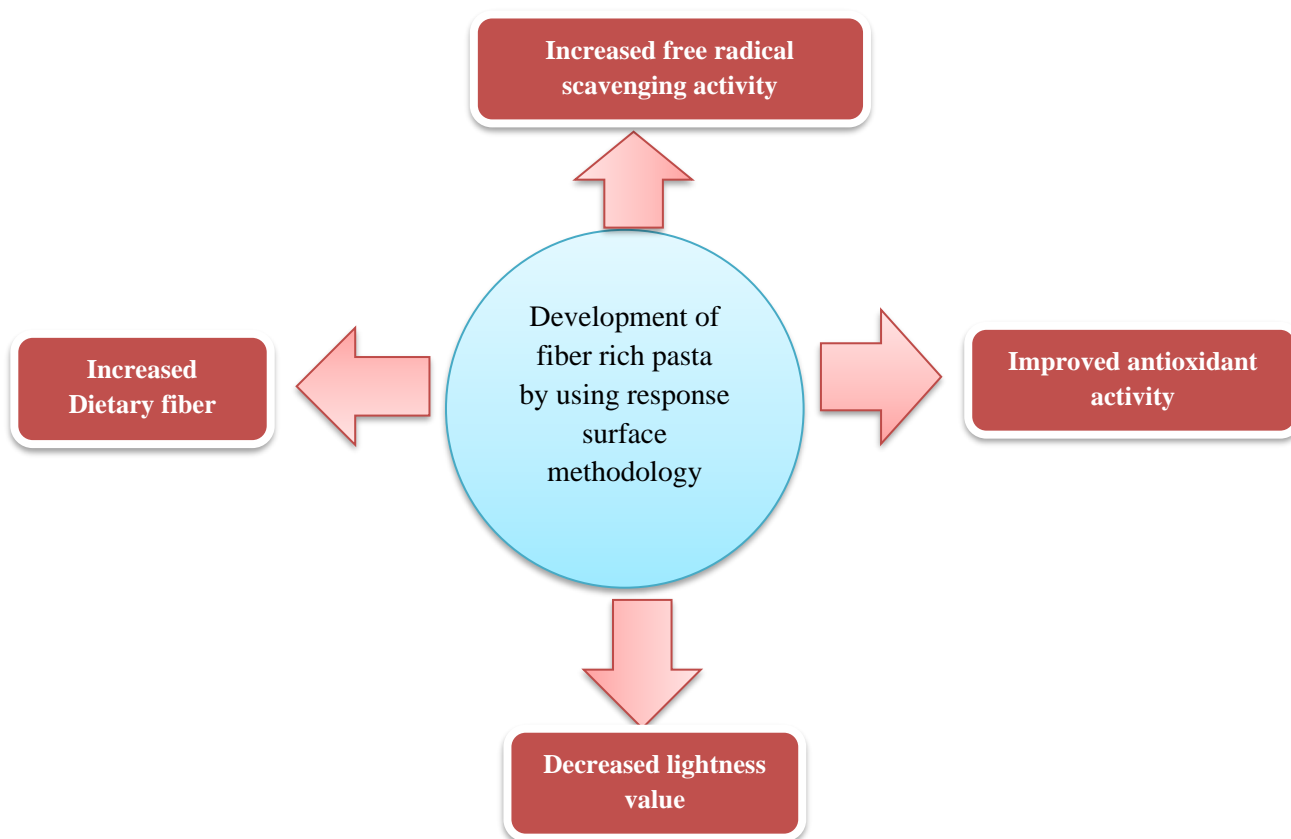 Increased free radical
scavenging activity
Development of
fiber rich pasta
by using response
surface
methodology
Increased
Dietary fiber
Improved antioxidant
activity
Decreased lightness
value